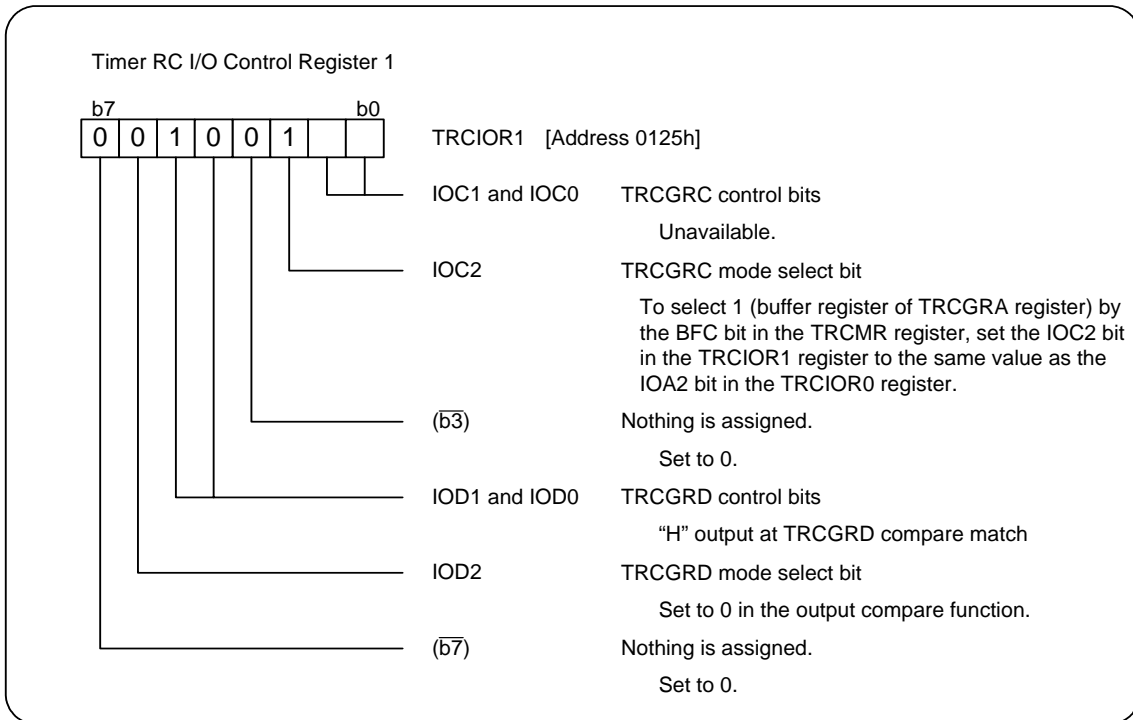 Timer RC I/O Control Register 1
b7 b0
0 0 1 0 0 1
TRCIOR1 [Address 0125h]
IOC1 and IOC0 TRCGRC control bits
Unavailable.
IOC2 TRCGRC mode select bit
To select 1 (buffer register of TRCGRA register) by
the BFC bit in the TRCMR register, set the IOC2 bit
in the TRCIOR1 register to the same value as the
IOA2 bit in the TRCIOR0 register.
(b3) Nothing is assigned.
Set to 0.
IOD1 and IOD0 TRCGRD control bits
“H” output at TRCGRD compare match
IOD2 TRCGRD mode select bit
Set to 0 in the output compare function.
(b7) Nothing is assigned.
Set to 0.